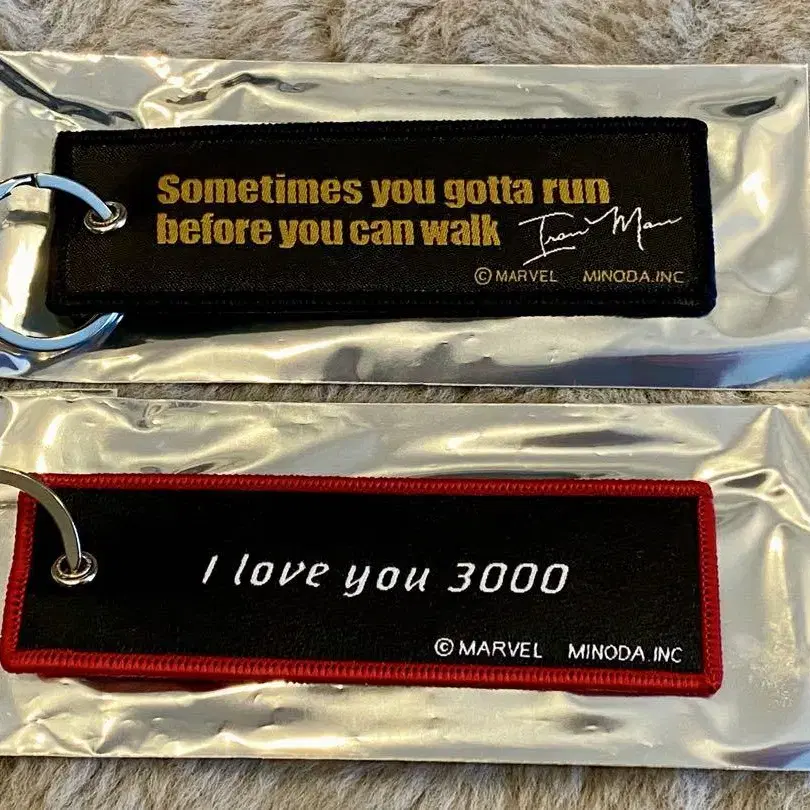 Sometimes you gotta run
before you can walk
Iron Man
©MARVEL MINODA.INC
I love you 3000
©MARVEL MINODA.INC